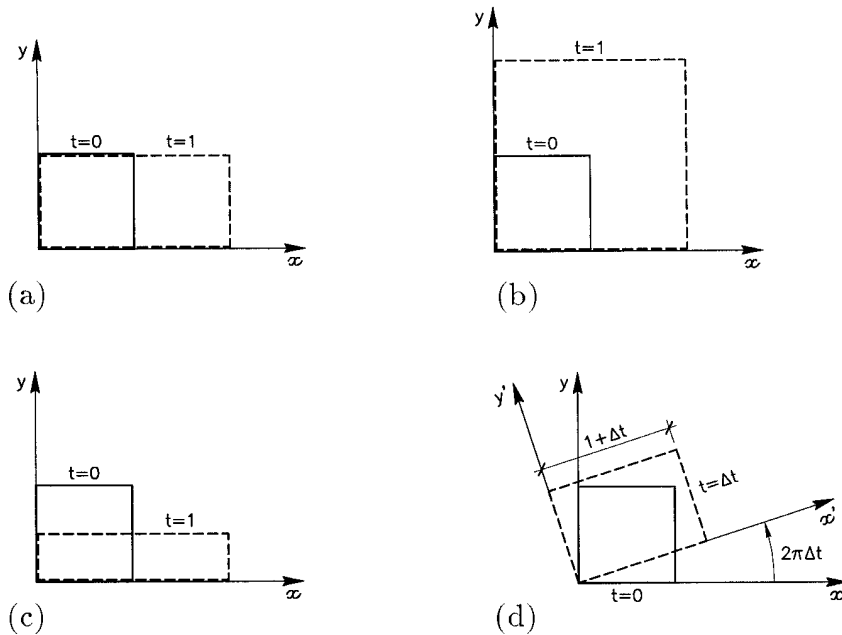 y
t=0 t=1
x
(a)
y
t=1
t=0
x
(b)
y
t=0
t=1
x
(c)
y' y
1+Δt
t=Δt
x'
2πΔt
t=0
x
(d)